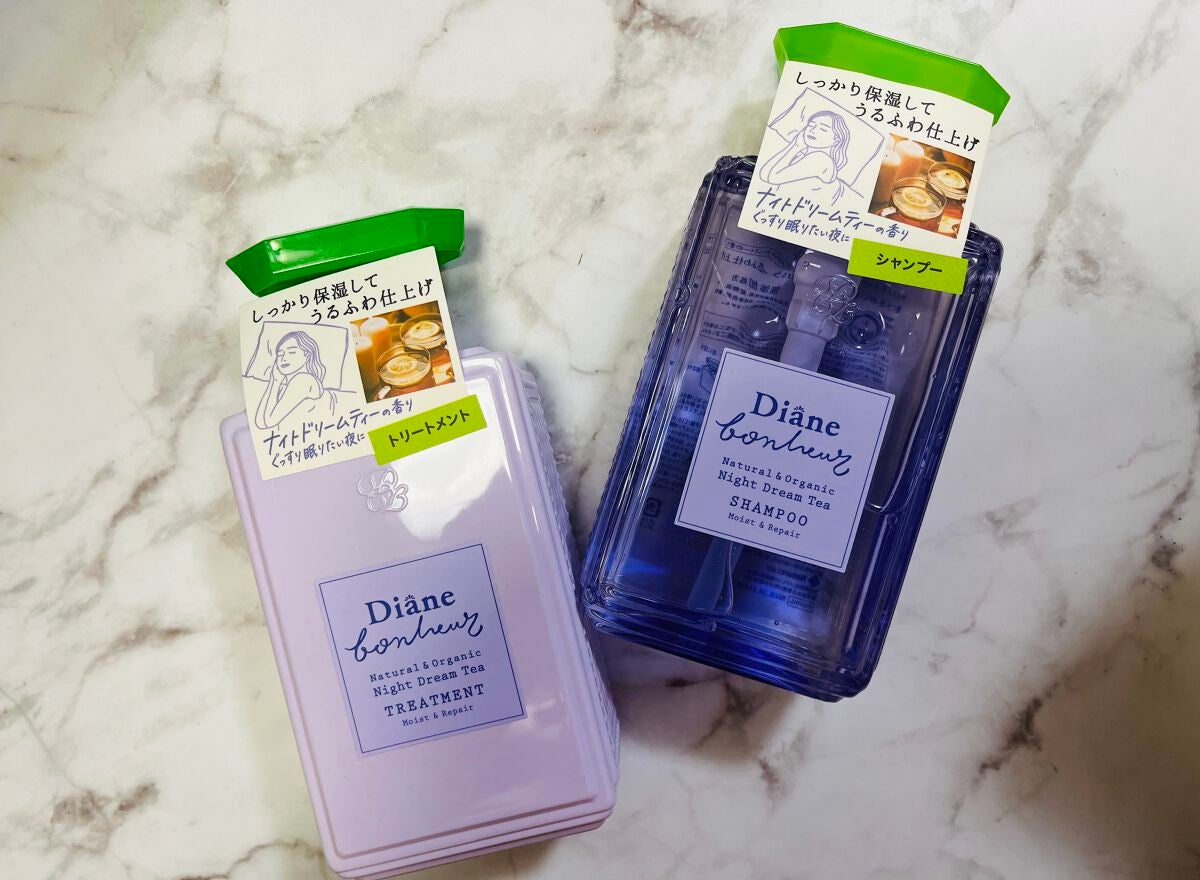 しっかり保湿して
うるふわ仕上げ
ナイトドリームティーの香り
ぐっすり眠りたい夜に
トリートメント
Diane
bonheur
Natural & Organic
Night Dream Tea
TREATMENT
Moist & Repair
しっかり保湿して
うるふわ仕上げ
ナイトドリームティーの香り
ぐっすり眠りたい夜に
シャンプー
Diane
bonheur
Natural & Organic
Night Dream Tea
SHAMPOO
Moist & Repair